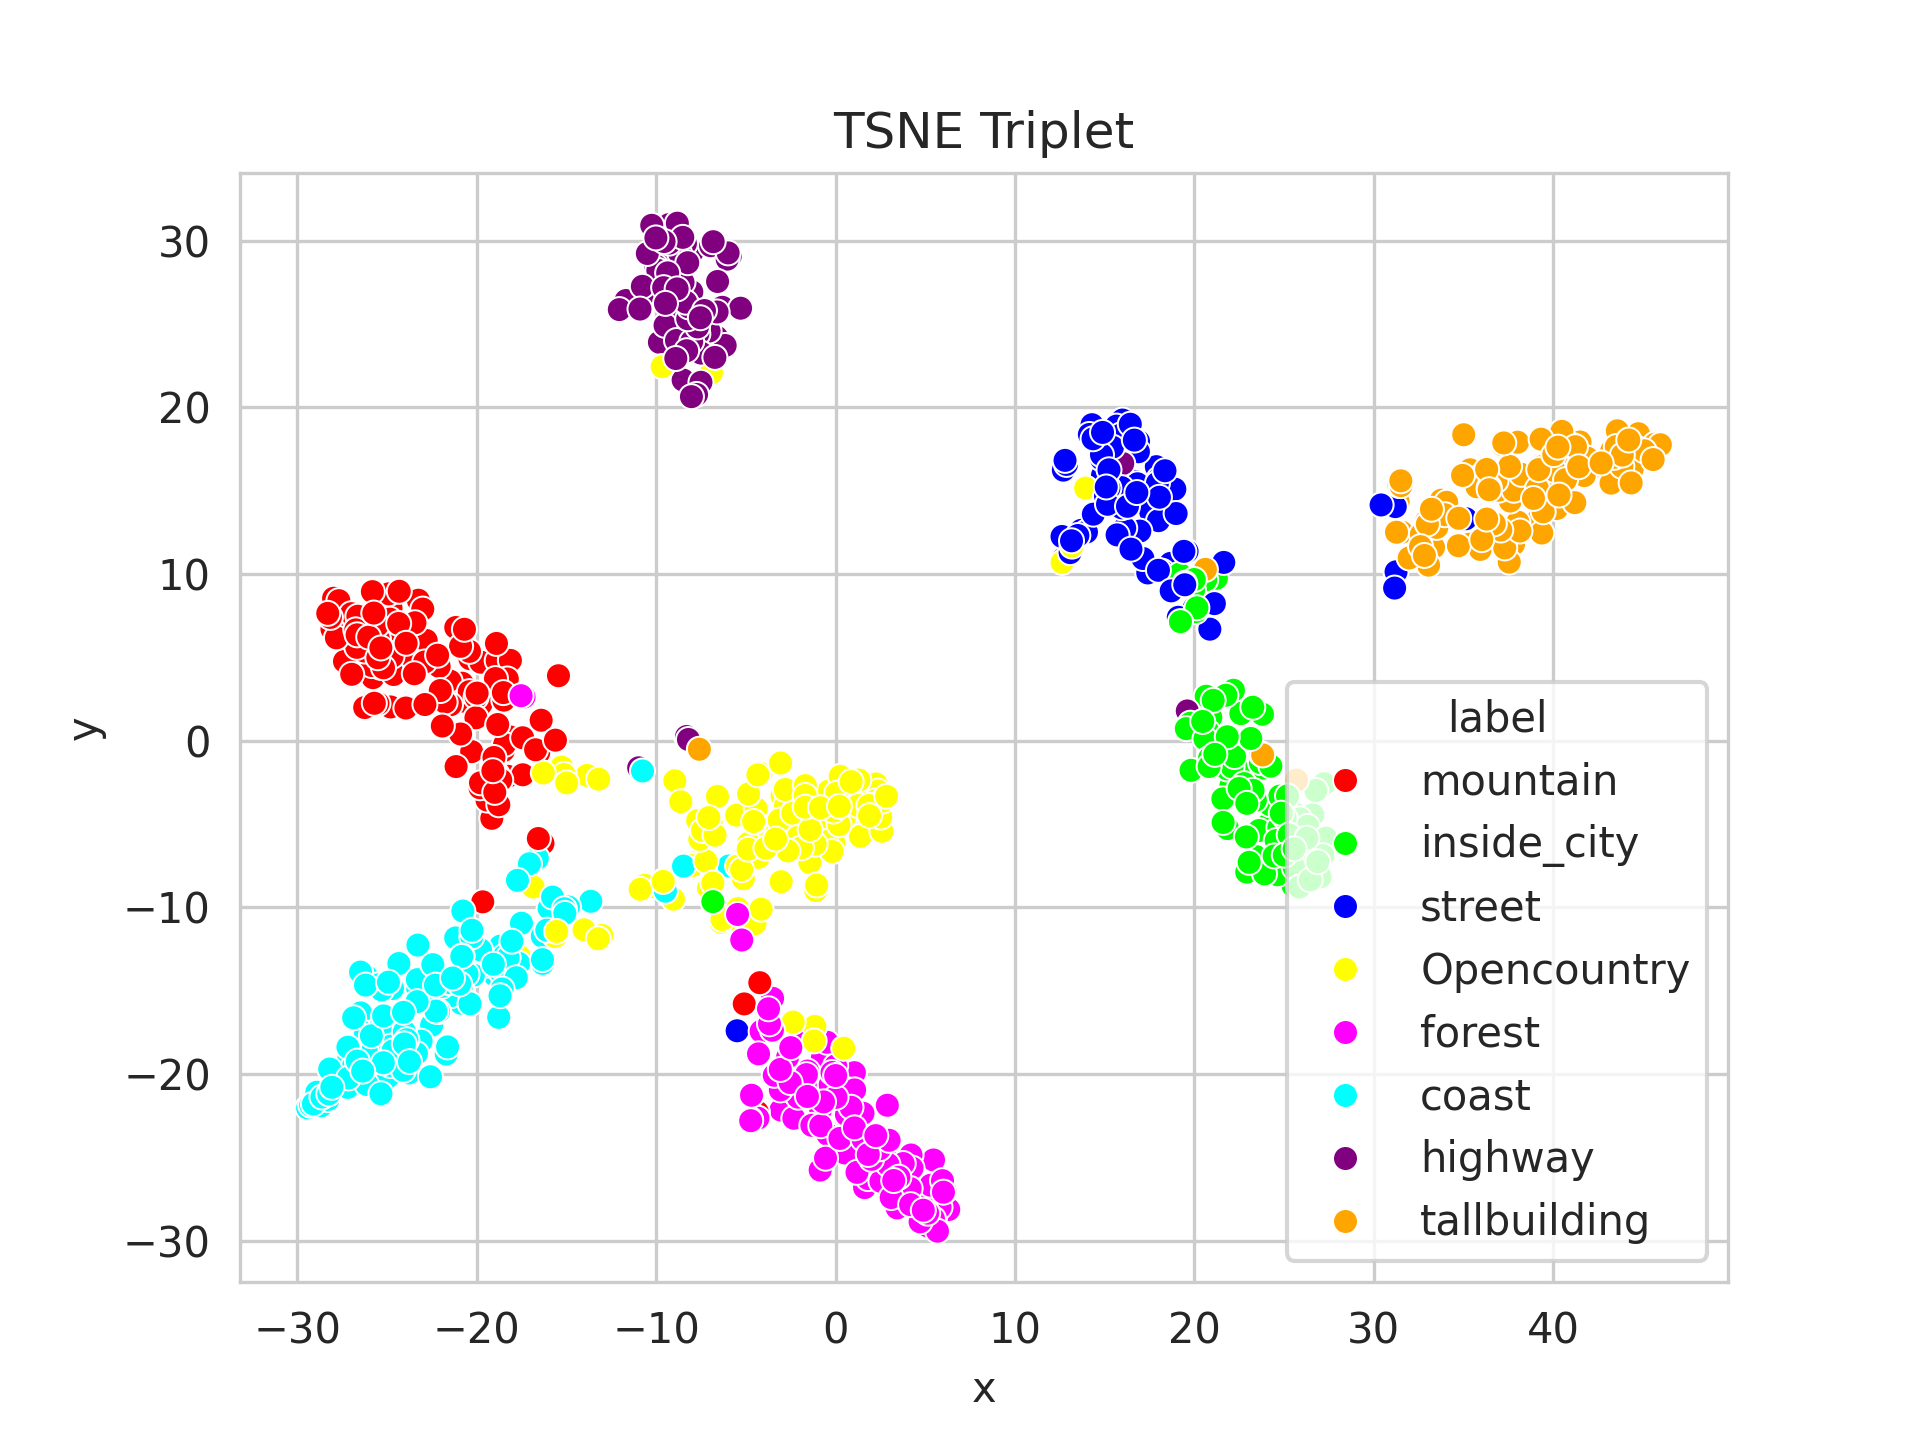 TSNE Triplet
y
30
20
10
0
−10
−20
−30
label
mountain
inside_city
street
Opencountry
forest
coast
highway
tallbuilding
−30 −20 −10 0 10 20 30 40
x